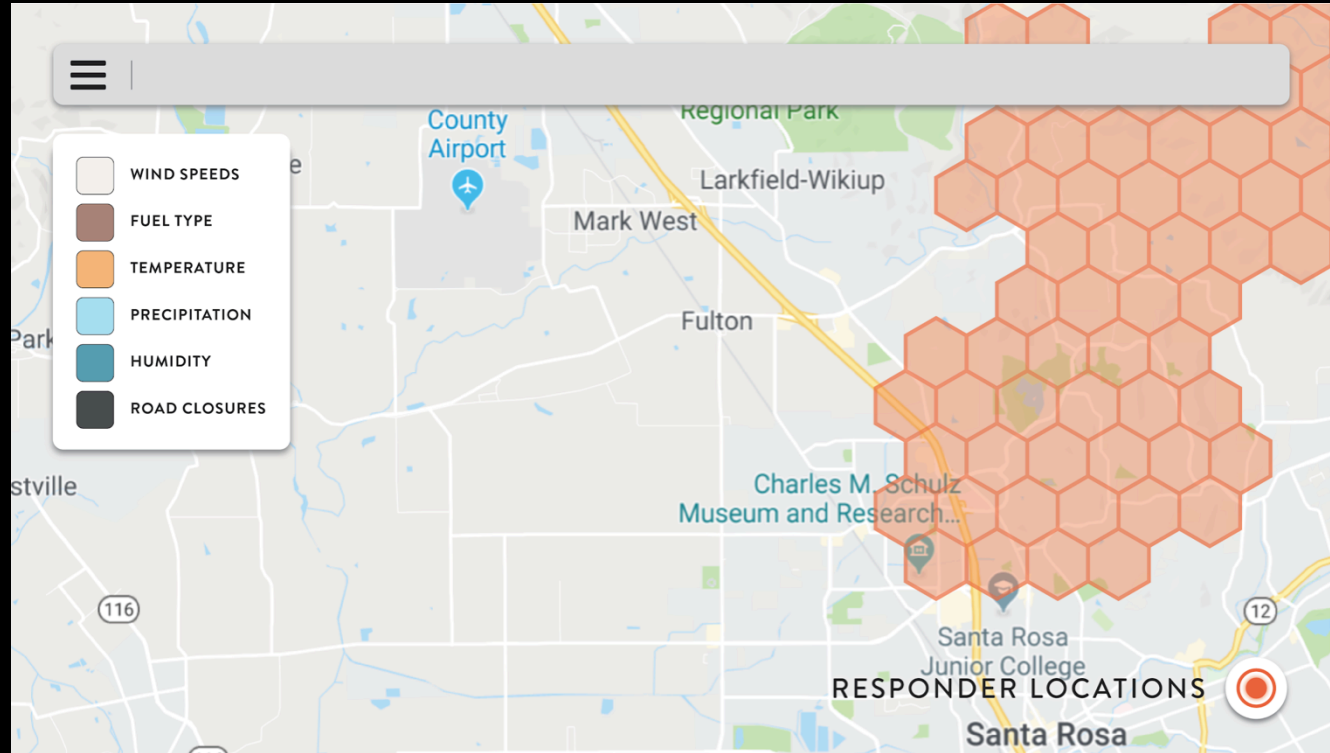 Regional Park
County
Airport
e
Larkfield-Wikiup
Mark West
WIND SPEEDS
FUEL TYPE
TEMPERATURE
PRECIPITATION
HUMIDITY
ROAD CLOSURES
Park
Fulton
stville
Charles M. Schulz
Museum and Research...
116
12
Santa Rosa
Junior College
RESPONDER LOCATIONS
Santa Rosa